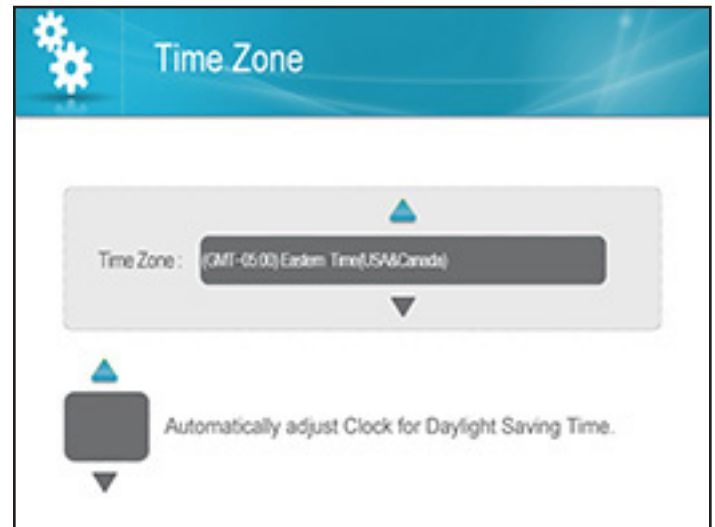 Time Zone
Time Zone :
(GMT-05:00) Eastern Time(USA&Canada)
Automatically adjust Clock for Daylight Saving Time.